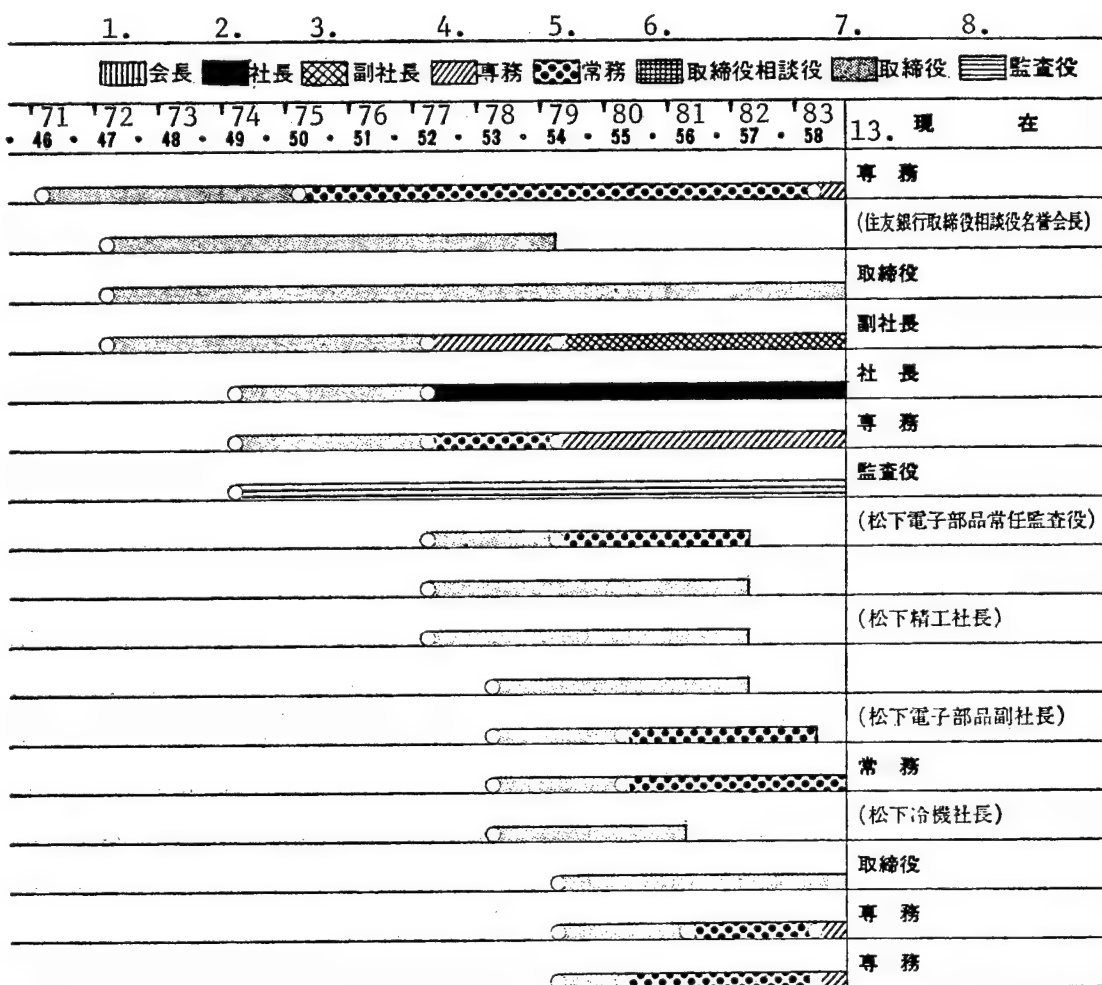 1. 2. 3. 4. 5. 6. 7. 8.
会長 社長 副社長 専務 常務 取締役相談役 取締役 監査役
'71 '72 '73 '74 '75 '76 '77 '78 '79 '80 '81 '82 '83
・ 46 ・ 47 ・ 48 ・ 49 ・ 50 ・ 51 ・ 52 ・ 53 ・ 54 ・ 55 ・ 56 ・ 57 ・ 58
13. 現 在
専 務
(住友銀行取締役相談役名誉会長)
取締役
副社長
社 長
専 務
監査役
(松下電子部品常任監査役)
(松下精工社長)
(松下電子部品副社長)
常 務
(松下冷機社長)
取締役
専 務
専 務